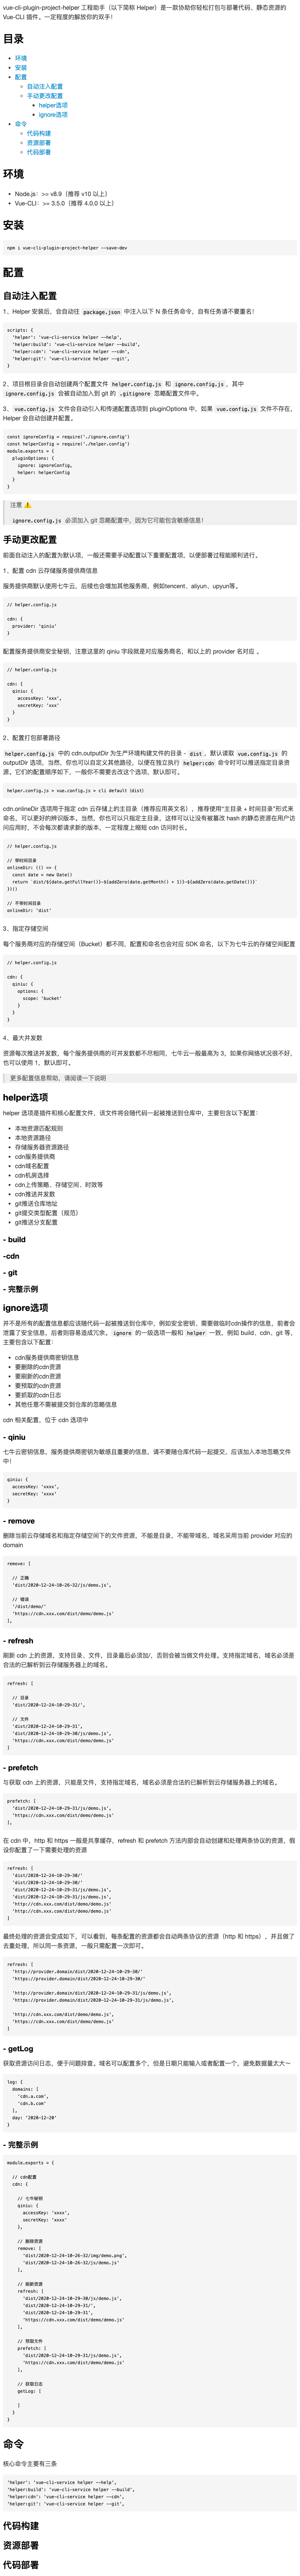 vue-cli-plugin-project-helper 工程助手（以下简称 Helper）是一款协助你轻松打包与部署代码、静态资源的
Vue-CLI 插件。一定程度的解放你的双手！
目录
• 环境
• 安装
• 配置
◦ 自动注入配置
◦ 手动更改配置
▪ helper选项
▪ ignore选项
• 命令
◦ 代码构建
◦ 资源部署
◦ 代码部署
环境
• Node.js：>= v8.9（推荐 v10 以上）
• Vue-CLI：>= 3.5.0（推荐 4.0.0 以上）
安装
npm i vue-cli-plugin-project-helper --save-dev
配置
自动注入配置
1、Helper 安装后，会自动往 package.json 中注入以下 N 条任务命令，自有任务请不要重名！
scripts: {
'helper': 'vue-cli-service helper --help',
'helper:build': 'vue-cli-service helper --build',
'helper:cdn': 'vue-cli-service helper --cdn',
'helper:git': 'vue-cli-service helper --git',
}
2、项目根目录会自动创建两个配置文件 helper.config.js 和 ignore.config.js，其中
ignore.config.js 会被自动加入到 git 的 .gitignore 忽略配置文件中。
3、 vue.config.js 文件会自动引入和传递配置选项到 pluginOptions 中，如果 vue.config.js 文件不存在，
Helper 会自动创建并配置。
const ignoreConfig = require('./ignore.config')
const helperConfig = require('./helper.config')
module.exports = {
pluginOptions: {
ignore: ignoreConfig,
helper: helperConfig
}
}
注意 ⚠️
ignore.config.js 必须加入 git 忽略配置中，因为它可能包含敏感信息！
手动更改配置
前面自动注入的配置为默认项，一般还需要手动配置以下重要配置项，以便部署过程能顺利进行。
1、配置 cdn 云存储服务提供商信息
服务提供商默认使用七牛云，后续也会增加其他服务商，例如tencent、aliyun、upyun等。
// helper.config.js
cdn: {
provider: 'qiniu'
}
配置服务提供商安全秘钥，注意这里的 qiniu 字段就是对应服务商名，和以上的 provider 名对应 。
// helper.config.js
cdn: {
qiniu: {
accessKey: 'xxx',
secretKey: 'xxx'
}
}
2、配置打包部署路径
helper.config.js 中的 cdn.outputDir 为生产环境构建文件的目录 - dist，默认读取 vue.config.js 的
outputDir 选项，当然，你也可以自定义其他路径，以便在独立执行 helper:cdn 命令时可以推送指定目录资
源。它们的配置顺序如下，一般你不需要去改这个选项，默认即可。
helper.config.js > vue.config.js > cli default (dist)
cdn.onlineDir 选项用于指定 cdn 云存储上的主目录（推荐应用英文名），推荐使用"主目录 + 时间目录"形式来
命名，可以更好的辨识版本。当然，你也可以只指定主目录，这样可以让没有被篡改 hash 的静态资源在用户访
问应用时，不会每次都请求新的版本，一定程度上缩短 cdn 访问时长。
// helper.config.js
// 带时间目录
onlineDir: (() => {
const date = new Date()
return `dist/${date.getFullYear()}-${addZero(date.getMonth() + 1)}-${addZero(date.getDate())}`
})()
// 不带时间目录
onlineDir: 'dist'
3、指定存储空间
每个服务商对应的存储空间（Bucket）都不同，配置和命名也会对应 SDK 命名，以下为七牛云的存储空间配置
// helper.config.js
cdn: {
qiniu: {
options: {
scope: 'bucket'
}
}
}
4、最大并发数
资源每次推送并发数，每个服务提供商的可并发数都不尽相同，七牛云一般最高为 3，如果你网络状况很不好，
也可以使用 1，默认即可。
更多配置信息帮助，请阅读一下说明
helper选项
helper 选项是插件和核心配置文件，该文件将会随代码一起被推送到仓库中，主要包含以下配置：
• 本地资源匹配规则
• 本地资源路径
• 存储服务器资源路径
• cdn服务提供商
• cdn域名配置
• cdn机房选择
• cdn上传策略、存储空间、时效等
• cdn推送并发数
• git推送仓库地址
• git提交类型配置（规范）
• git推送分支配置
- build
-cdn
- git
- 完整示例
ignore选项
并不是所有的配置信息都应该随代码一起被推送到仓库中，例如安全密钥，需要做临时cdn操作的信息，前者会
泄露了安全信息，后者则容易造成冗余。ignore 的一级选项一般和 helper 一致，例如 build、cdn、git 等，
主要包含以下配置：
• cdn服务提供商密钥信息
• 要删除的cdn资源
• 要刷新的cdn资源
• 要预取的cdn资源
• 要抓取的cdn日志
• 其他任意不需被提交到仓库的忽略信息
cdn 相关配置，位于 cdn 选项中
- qiniu
七牛云密钥信息，服务提供商密钥为敏感且重要的信息，请不要随仓库代码一起提交，应该加入本地忽略文件
中！
qiniu: {
accessKey: 'xxxx',
secretKey: 'xxxx'
}
- remove
删除当前云存储域名和指定存储空间下的文件资源，不能是目录，不能带域名，域名采用当前 provider 对应的
domain
remove: [
// 正确
'dist/2020-12-24-10-26-32/js/demo.js',
// 错误
'/dist/demo/'
'https://cdn.xxx.com/dist/demo/demo.js'
],
- refresh
刷新 cdn 上的资源，支持目录、文件，目录最后必须加/，否则会被当做文件处理。支持指定域名，域名必须是
合法的已解析到云存储服务器上的域名。
refresh: [
// 目录
'dist/2020-12-24-10-29-31/',
// 文件
'dist/2020-12-24-10-29-31',
'dist/2020-12-24-10-29-30/js/demo.js',
'https://cdn.xxx.com/dist/demo/demo.js'
]
- prefetch
与获取 cdn 上的资源，只能是文件，支持指定域名，域名必须是合法的已解析到云存储服务器上的域名。
prefetch: [
'dist/2020-12-24-10-29-31/js/demo.js',
'https://cdn.xxx.com/dist/demo/demo.js'
],
在 cdn 中，http 和 https 一般是共享缓存，refresh 和 prefetch 方法内部会自动创建和处理两条协议的资源，假
设你配置了一下需要处理的资源
refresh: [
'dist/2020-12-24-10-29-30/'
'dist/2020-12-24-10-29-30/'
'dist/2020-12-24-10-29-31/js/demo.js',
'dist/2020-12-24-10-29-31/js/demo.js',
'http://cdn.xxx.com/dist/demo/demo.js'
'http://cdn.xxx.com/dist/demo/demo.js'
]
最终处理的资源会变成如下，可以看到，每条配置的资源都会自动两条协议的资源（http 和 https），并且做了
去重处理，所以同一条资源，一般只需配置一次即可。
refresh: [
'http://provider.domain/dist/2020-12-24-10-29-30/'
'https://provider.domain/dist/2020-12-24-10-29-30/'
'http://provider.domain/dist/2020-12-24-10-29-31/js/demo.js',
'https://provider.domain/dist/2020-12-24-10-29-31/js/demo.js',
'http://cdn.xxx.com/dist/demo/demo.js',
'https://cdn.xxx.com/dist/demo/demo.js'
]
- getLog
获取资源访问日志，便于问题排查。域名可以配置多个，但是日期只能输入或者配置一个，避免数据量太大～
log: {
domains: [
'cdn.a.com',
'cdn.b.com'
],
day: '2020-12-20'
}
- 完整示例
module.exports = {
// cdn配置
cdn: {
// 七牛秘钥
qiniu: {
accessKey: 'xxxx',
secretKey: 'xxxx'
},
// 删除资源
remove: [
'dist/2020-12-24-10-26-32/img/demo.png',
'dist/2020-12-24-10-26-32/js/demo.js'
],
// 刷新资源
refresh: [
'dist/2020-12-24-10-29-30/js/demo.js',
'dist/2020-12-24-10-29-31/',
'dist/2020-12-24-10-29-31',
'https://cdn.xxx.com/dist/demo/demo.js'
],
// 预取文件
prefetch: [
'dist/2020-12-24-10-29-31/js/demo.js',
'https://cdn.xxx.com/dist/demo/demo.js'
],
// 获取日志
getLog: [
]
}
}
命令
核心命令主要有三条
'helper': 'vue-cli-service helper --help',
'helper:build': 'vue-cli-service helper --build',
'helper:cdn': 'vue-cli-service helper --cdn',
'helper:git': 'vue-cli-service helper --git',
代码构建
资源部署
代码部署